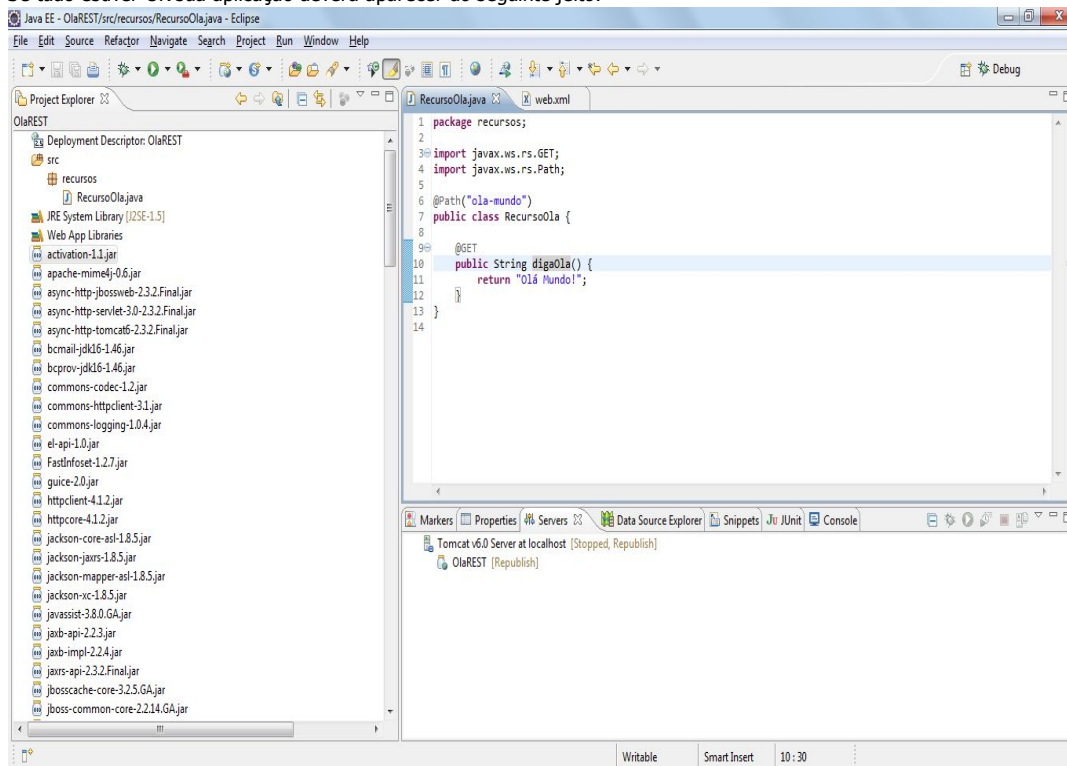 Java EE - OlaREST/src/recursos/RecursoOla.java - Eclipse
File Edit Source Refactor Navigate Search Project Run Window Help
Debug
Project Explorer
RecursoOla.java web.xml
OlaREST
Deployment Descriptor: OlaREST
src
recursos
RecursoOla.java
JRE System Library [J2SE-1.5]
Web App Libraries
activation-1.1.jar
apache-mime4j-0.6.jar
async-http-jbossweb-2.3.2.Final.jar
async-http-servlet-3.0-2.3.2.Final.jar
async-http-tomcat6-2.3.2.Final.jar
bcmail-jdk16-1.46.jar
bcprov-jdk16-1.46.jar
commons-codec-1.2.jar
commons-httpclient-3.1.jar
commons-logging-1.0.4.jar
el-api-1.0.jar
FastInfoset-1.2.7.jar
guice-2.0.jar
httpclient-4.1.2.jar
httpcore-4.1.2.jar
jackson-core-asl-1.8.5.jar
jackson-jaxrs-1.8.5.jar
jackson-mapper-asl-1.8.5.jar
jackson-xc-1.8.5.jar
javassist-3.8.0.GA.jar
jaxb-api-2.2.3.jar
jaxb-impl-2.2.4.jar
jaxrs-api-2.3.2.Final.jar
jbosscache-core-3.2.5.GA.jar
jboss-common-core-2.2.14.GA.jar
1 package recursos;
2
3 import javax.ws.rs.GET;
4 import javax.ws.rs.Path;
5
6 @Path("ola-mundo")
7 public class RecursoOla {
8
9 @GET
10 public String digaOla() {
11 return "Olá Mundo!";
12 }
13 }
14
Markers Properties Servers Data Source Explorer Snippets JUnit Console
Tomcat v6.0 Server at localhost [Stopped, Republish]
OlaREST [Republish]
Writable Smart Insert 10 : 30